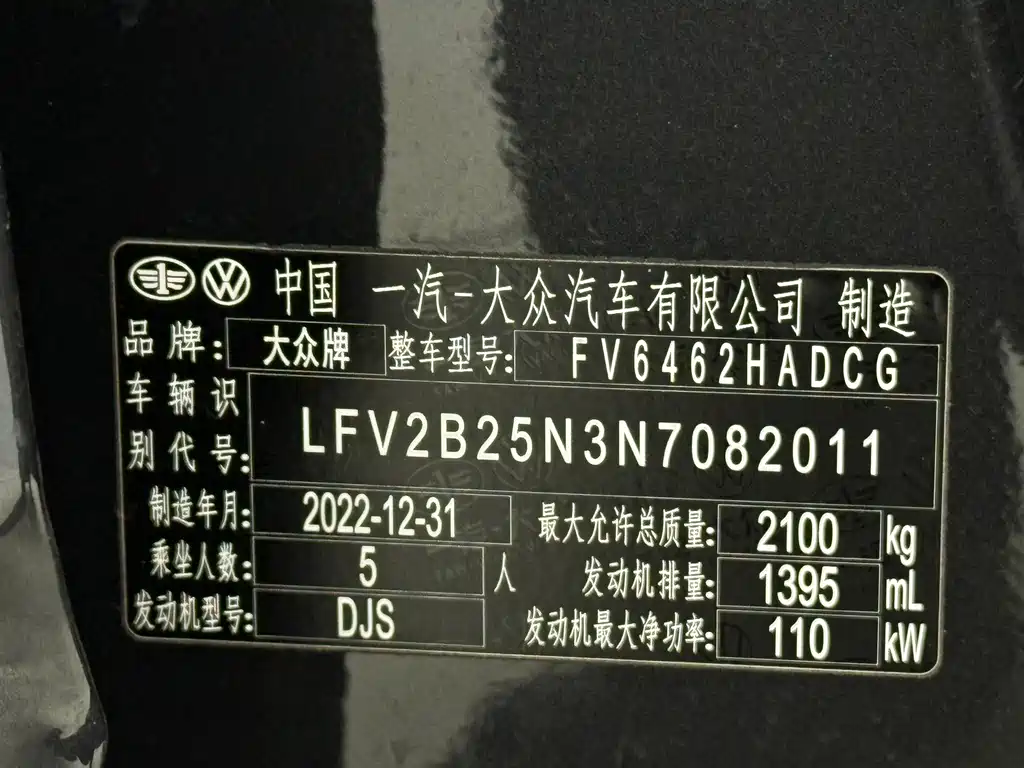 中国 一汽-大众汽车有限公司 制造
品牌: 大众牌 整车型号: FV6462HADCG
车辆识别代号: LFV2B25N3N7082011
制造年月: 2022-12-31 最大允许总质量: 2100 kg
乘坐人数: 5 人 发动机排量: 1395 mL
发动机型号: DJS 发动机最大净功率: 110 kW